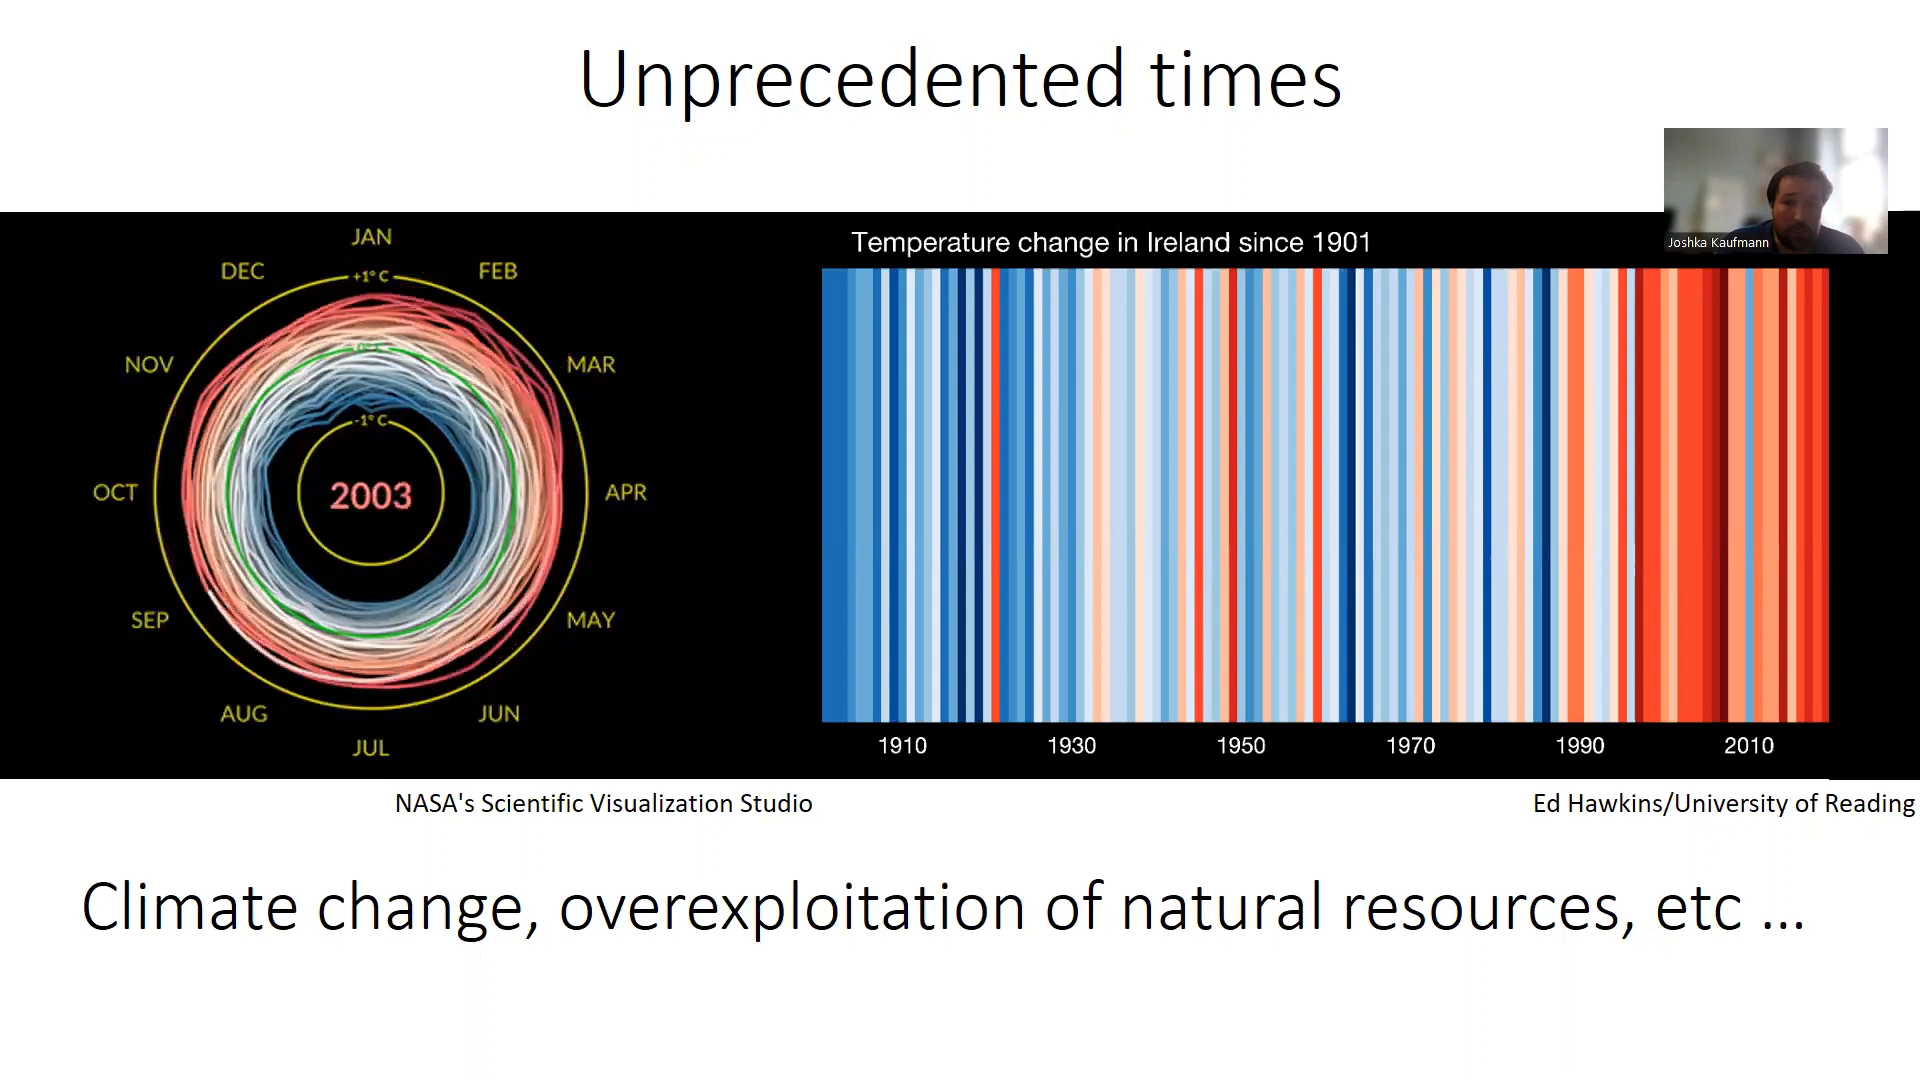 Unprecedented times
Joshka Kaufmann
JAN
FEB
MAR
APR
MAY
JUN
JUL
AUG
SEP
OCT
NOV
DEC
+1° C
0° C
-1° C
2003
Temperature change in Ireland since 1901
1910 1930 1950 1970 1990 2010
NASA's Scientific Visualization Studio
Ed Hawkins/University of Reading
Climate change, overexploitation of natural resources, etc ...